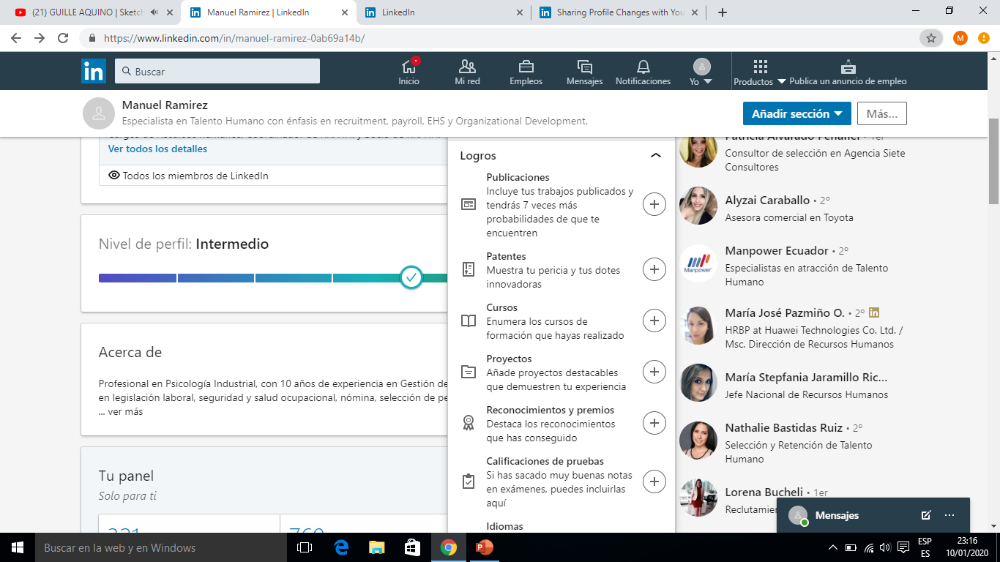 (21) GUILLE AQUINO | Sketch
Manuel Ramirez | LinkedIn
LinkedIn
Sharing Profile Changes with You
https://www.linkedin.com/in/manuel-ramirez-0ab69a14b/
M
in
Buscar
Inicio
Mi red
Empleos
Mensajes
Notificaciones
Yo
Productos
Publica un anuncio de empleo
Manuel Ramirez
Especialista en Talento Humano con énfasis en recruitment, payroll, EHS y Organizational Development.
Añadir sección
Más...
Ver todos los detalles
Todos los miembros de LinkedIn
Nivel de perfil: Intermedio
Acerca de
Profesional en Psicología Industrial, con 10 años de experiencia en Gestión de
en legislación laboral, seguridad y salud ocupacional, nómina, selección de pe
... ver más
Tu panel
Solo para ti
Logros
Publicaciones
Incluye tus trabajos publicados y
tendrás 7 veces más
probabilidades de que te
encuentren
Patentes
Muestra tu pericia y tus dotes
innovadoras
Cursos
Enumera los cursos de
formación que hayas realizado
Proyectos
Añade proyectos destacables
que demuestren tu experiencia
Reconocimientos y premios
Destaca los reconocimientos
que has conseguido
Calificaciones de pruebas
Si has sacado muy buenas notas
en exámenes, puedes incluirlas
aquí
Idiomas
Patricia Alvarado Peñafiel • 1er
Consultor de selección en Agencia Siete
Consultores
Alyzai Caraballo • 2º
Asesora comercial en Toyota
Manpower
Manpower Ecuador • 2º
Especialistas en atracción de Talento
Humano
María José Pazmiño O. • 2º in
HRBP at Huawei Technologies Co. Ltd. /
Msc. Dirección de Recursos Humanos
María Stepfania Jaramillo Ric...
Jefe Nacional de Recursos Humanos
Nathalie Bastidas Ruiz • 2º
Selección y Retención de Talento
Humano
Lorena Bucheli • 1er
Mensajes
Buscar en la web y en Windows
ESP
ES
23:16
10/01/2020